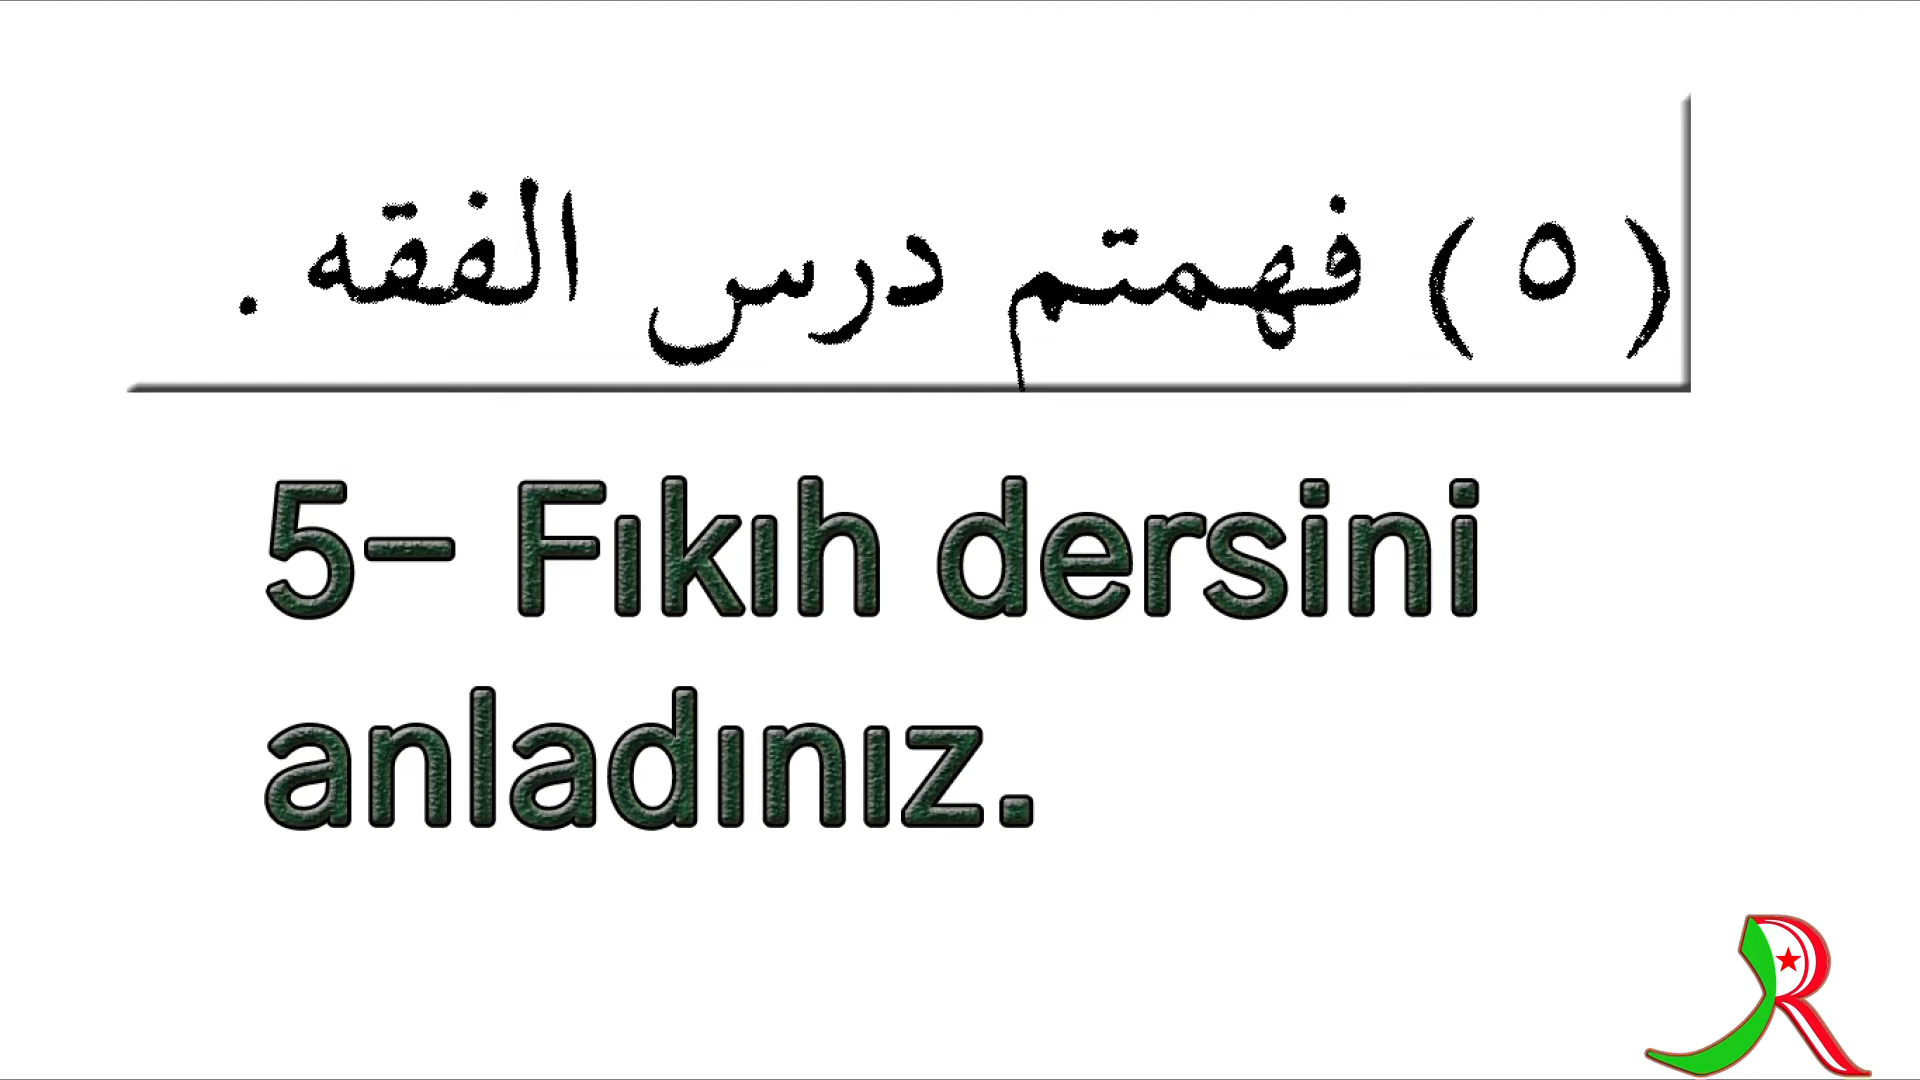 (٥) فهمتم درس الفقه .
5– Fıkıh dersini
anladınız.